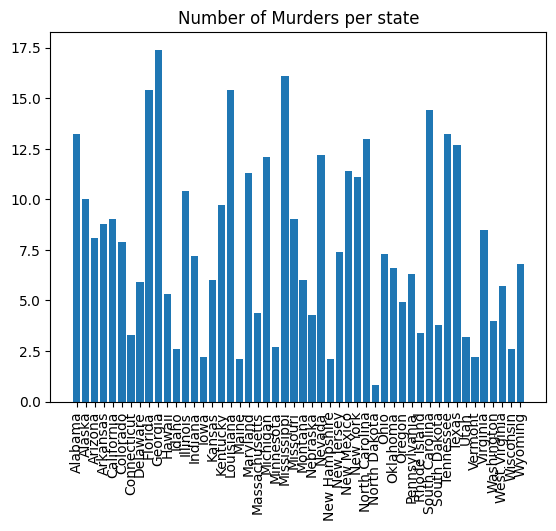 Number of Murders per state
17.5
15.0
12.5
10.0
7.5
5.0
2.5
0.0
Alabama
Alaska
Arizona
Arkansas
California
Colorado
Connecticut
Delaware
Florida
Georgia
Hawaii
Idaho
Illinois
Indiana
Iowa
Kansas
Kentucky
Louisiana
Maine
Maryland
Massachusetts
Michigan
Minnesota
Mississippi
Missouri
Montana
Nebraska
Nevada
New Hampshire
New Jersey
New Mexico
New York
North Carolina
North Dakota
Ohio
Oklahoma
Oregon
Pennsylvania
Rhode Island
South Carolina
South Dakota
Tennessee
Texas
Utah
Vermont
Virginia
Washington
West Virginia
Wisconsin
Wyoming